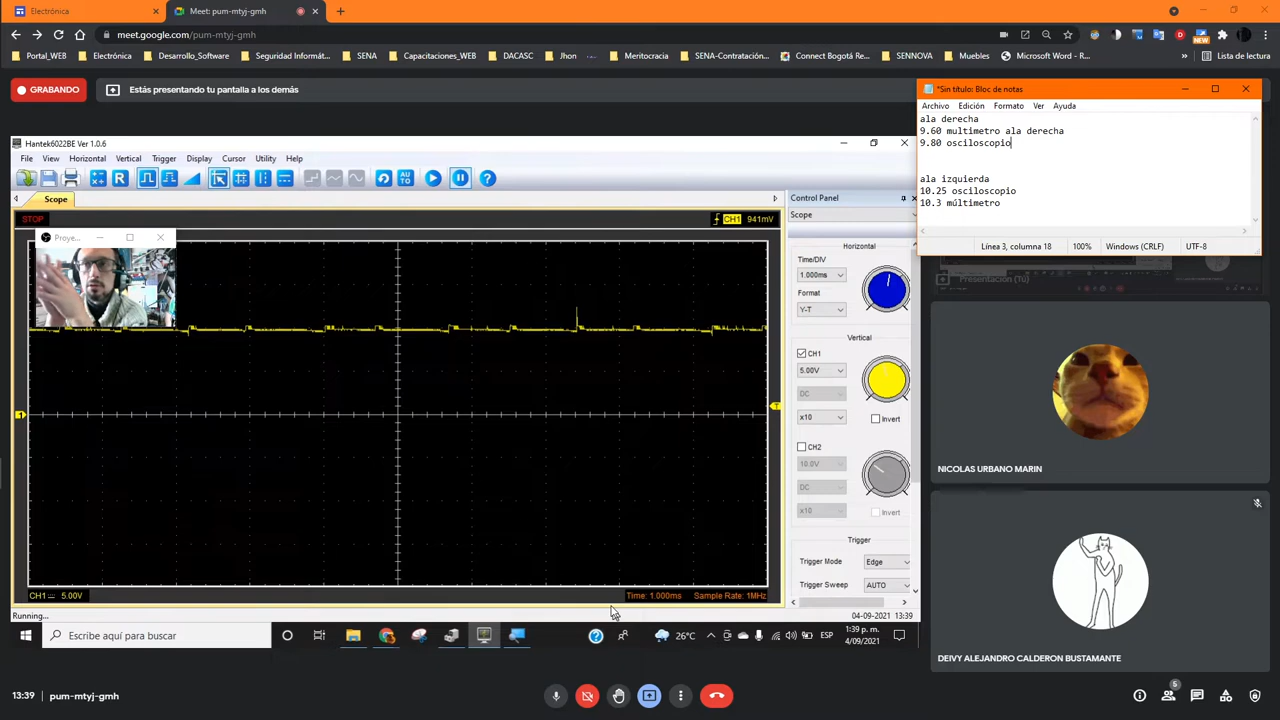 Electrónica
Meet: pum-mtyj-gmh
meet.google.com/pum-mtyj-gmh
NEW
Portal_WEB
Electrónica
Desarrollo_Software
Seguridad Informát...
SENA
Capacitaciones_WEB
DACASC
Jhon
Meritocracia
SENA-Contratación...
Connect Bogotá Re...
SENNOVA
Muebles
Microsoft Word - R...
Lista de lectura
GRABANDO
Estás presentando tu pantalla a los demás
*Sin título: Bloc de notas
Archivo Edición Formato Ver Ayuda
ala derecha
9.60 multimetro ala derecha
9.80 osciloscopio
ala izquierda
10.25 osciloscopio
10.3 múltimetro
Línea 3, columna 18 100% Windows (CRLF) UTF-8
Hantek6022BE Ver 1.0.6
File View Horizontal Vertical Trigger Display Cursor Utility Help
R
AUTO
Scope
STOP
CH1 941mV
Proye...
1
T
CH1 5.00V
Time: 1.000ms Sample Rate: 1MHz
Running...
04-09-2021 13:39
Control Panel
Scope
Horizontal
Time/DIV
1.000ms
Format
Y-T
Vertical
CH1
5.00V
DC
x10
Invert
CH2
10.0V
DC
x10
Invert
Trigger
Trigger Mode Edge
Trigger Sweep AUTO
Presentación (Tú)
NICOLAS URBANO MARIN
DEIVY ALEJANDRO CALDERON BUSTAMANTE
Escribe aquí para buscar
26°C
ESP
1:39 p. m.
4/09/2021
13:39 pum-mtyj-gmh
5